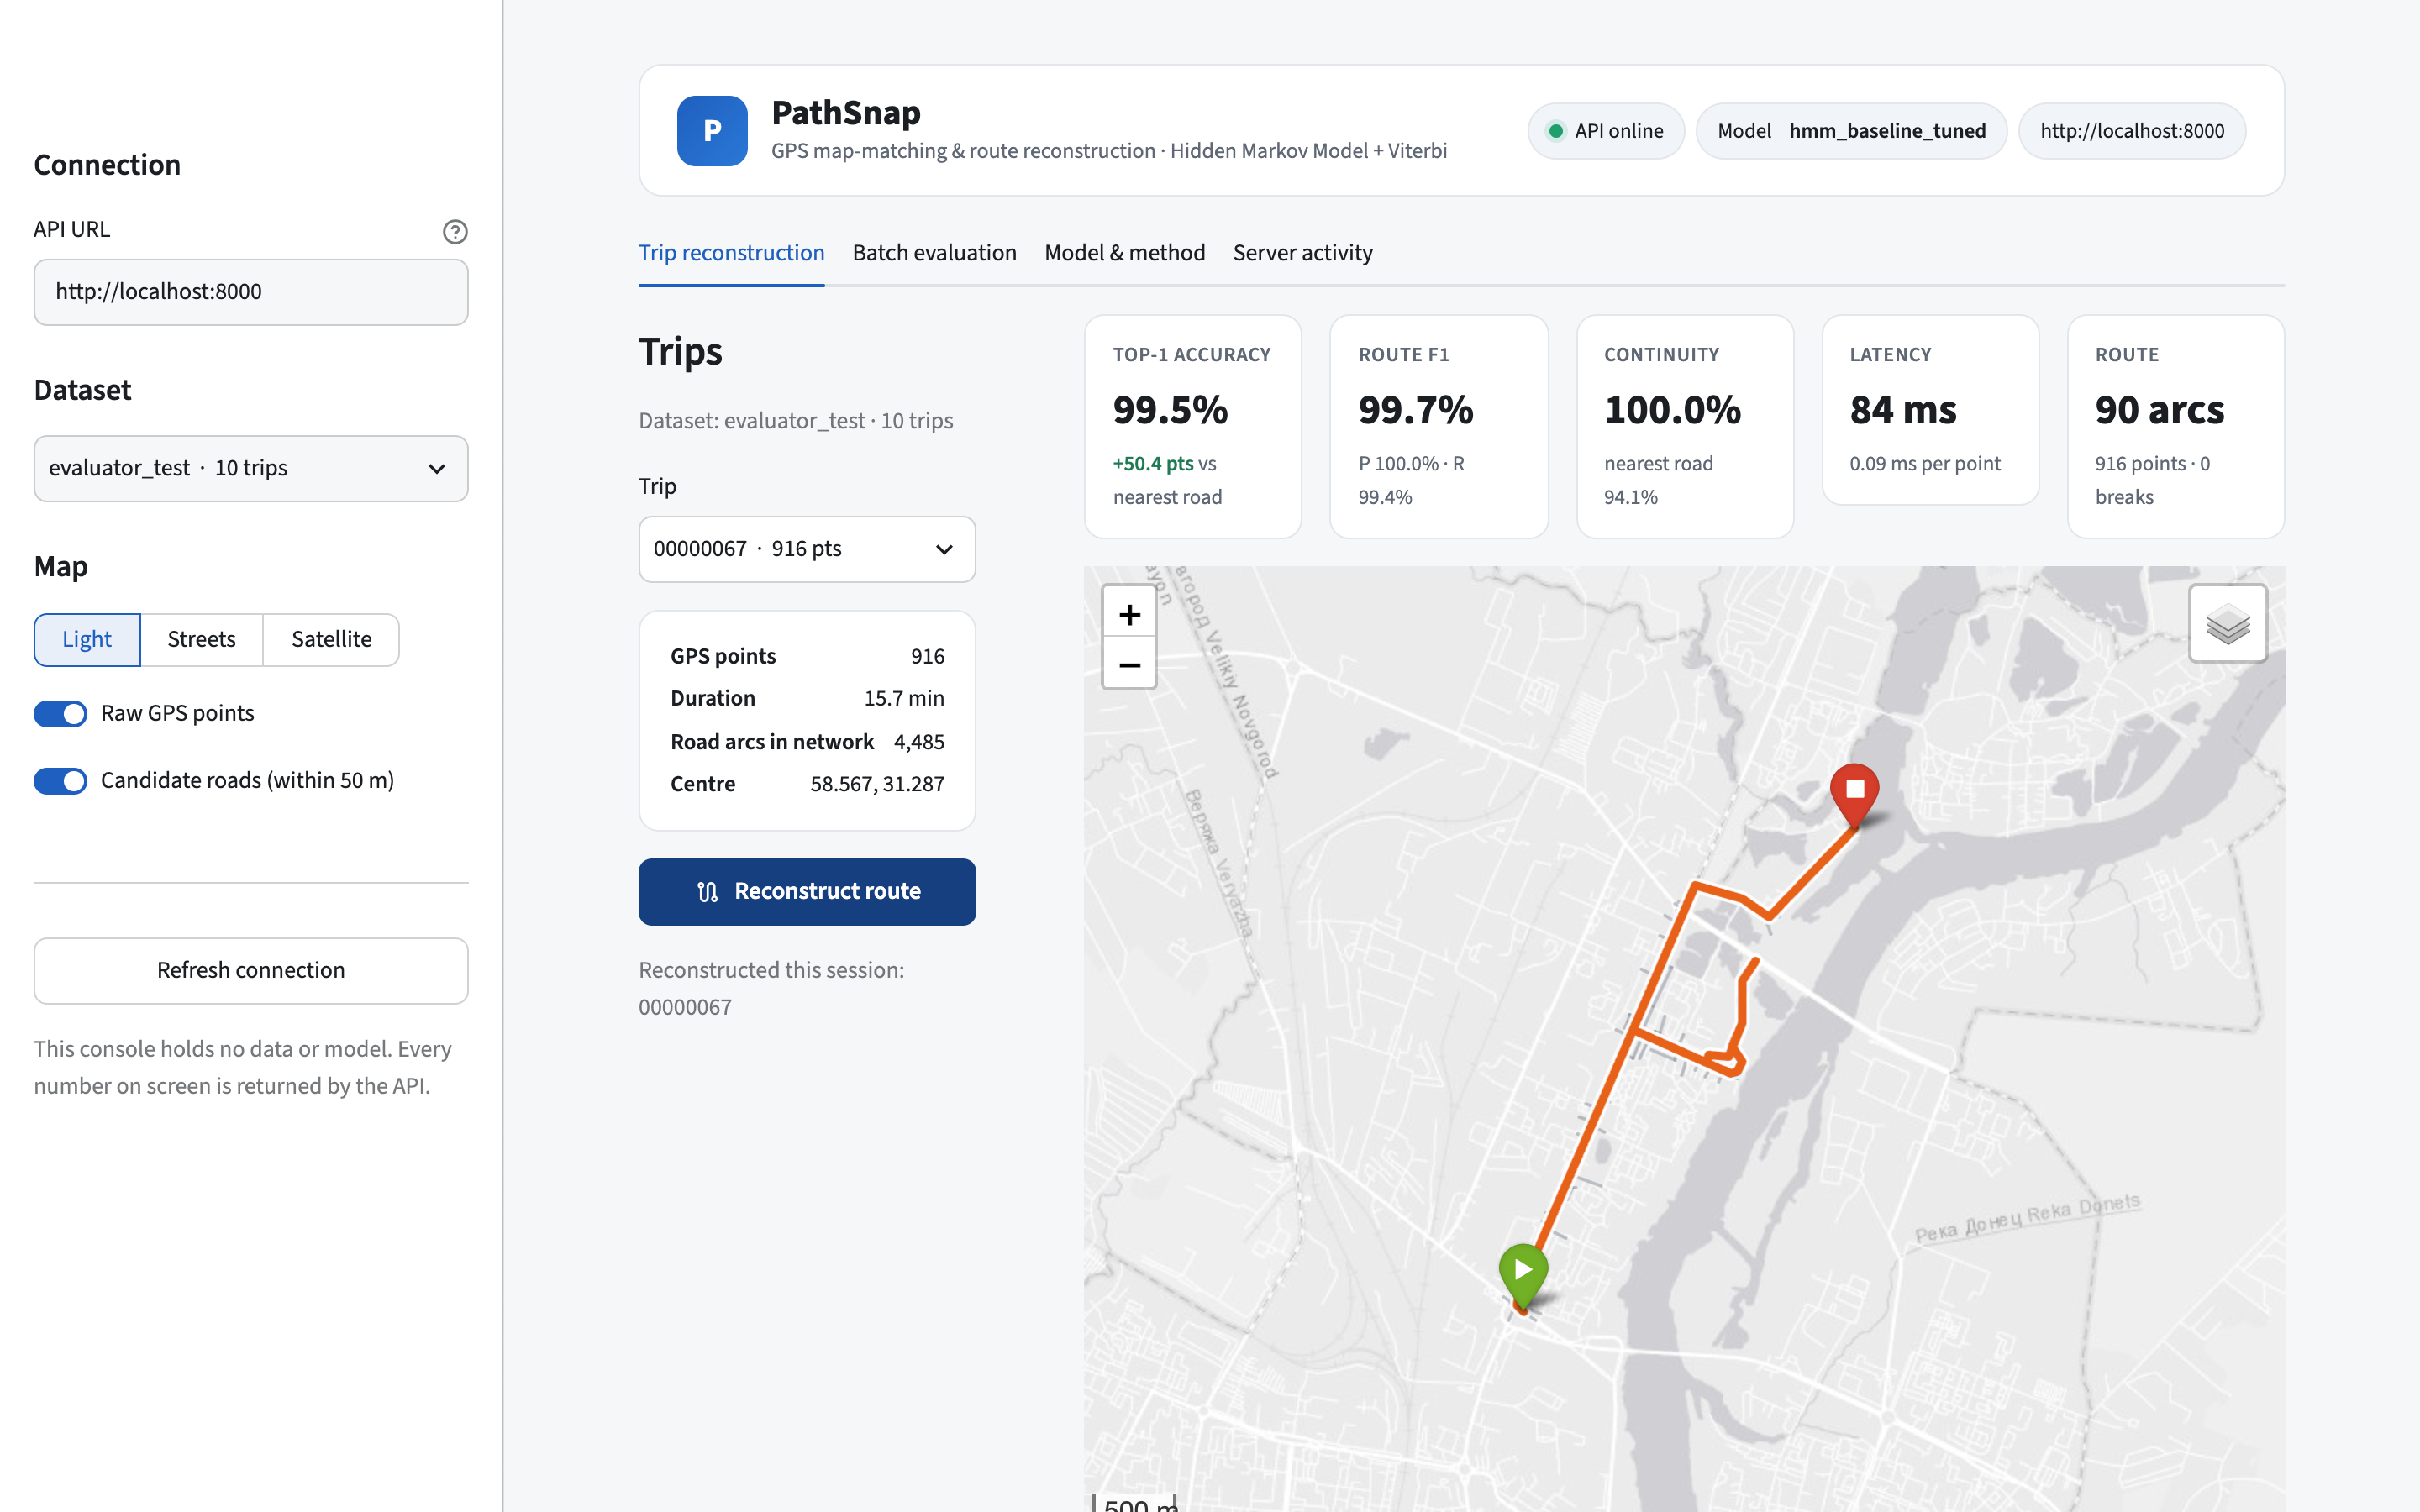 Connection
API URL
http://localhost:8000
Dataset
evaluator_test · 10 trips
Map
Light
Streets
Satellite
Raw GPS points
Candidate roads (within 50 m)
Refresh connection
This console holds no data or model. Every
number on screen is returned by the API.
P
PathSnap
GPS map-matching & route reconstruction · Hidden Markov Model + Viterbi
API online
Model hmm_baseline_tuned
http://localhost:8000
Trip reconstruction
Batch evaluation
Model & method
Server activity
Trips
Dataset: evaluator_test · 10 trips
Trip
00000067 · 916 pts
GPS points 916
Duration 15.7 min
Road arcs in network 4,485
Centre 58.567, 31.287
Reconstruct route
Reconstructed this session:
00000067
TOP-1 ACCURACY
99.5%
+50.4 pts vs
nearest road
ROUTE F1
99.7%
P 100.0% · R
99.4%
CONTINUITY
100.0%
nearest road
94.1%
LATENCY
84 ms
0.09 ms per point
ROUTE
90 arcs
916 points · 0
breaks
+
−
Velikiy Novgorod
Веряжа Veryazha
Река Донец Reka Donets
500 m